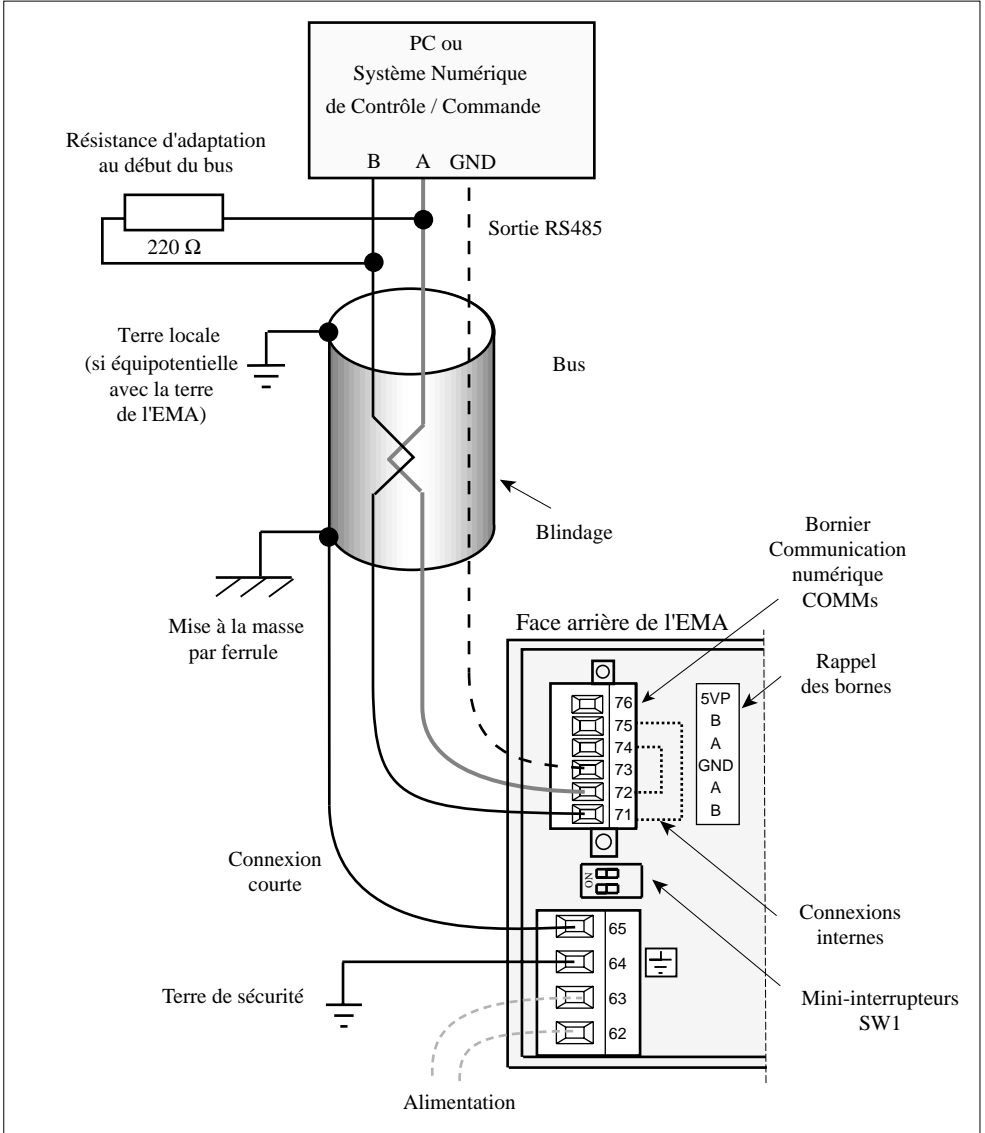 PC ou
Système Numérique
de Contrôle / Commande
B A GND
Résistance d'adaptation
au début du bus
220 Ω
Sortie RS485
Terre locale
(si équipotentielle
avec la terre
de l'EMA)
Bus
Blindage
Mise à la masse
par ferrule
Bornier
Communication
numérique
COMMs
Face arrière de l'EMA
Rappel
des bornes
76
75
74
73
72
71
5VP
B
A
GND
A
B
ON
Connexion
courte
65
64
63
62
Connexions
internes
Terre de sécurité
Mini-interrupteurs
SW1
Alimentation